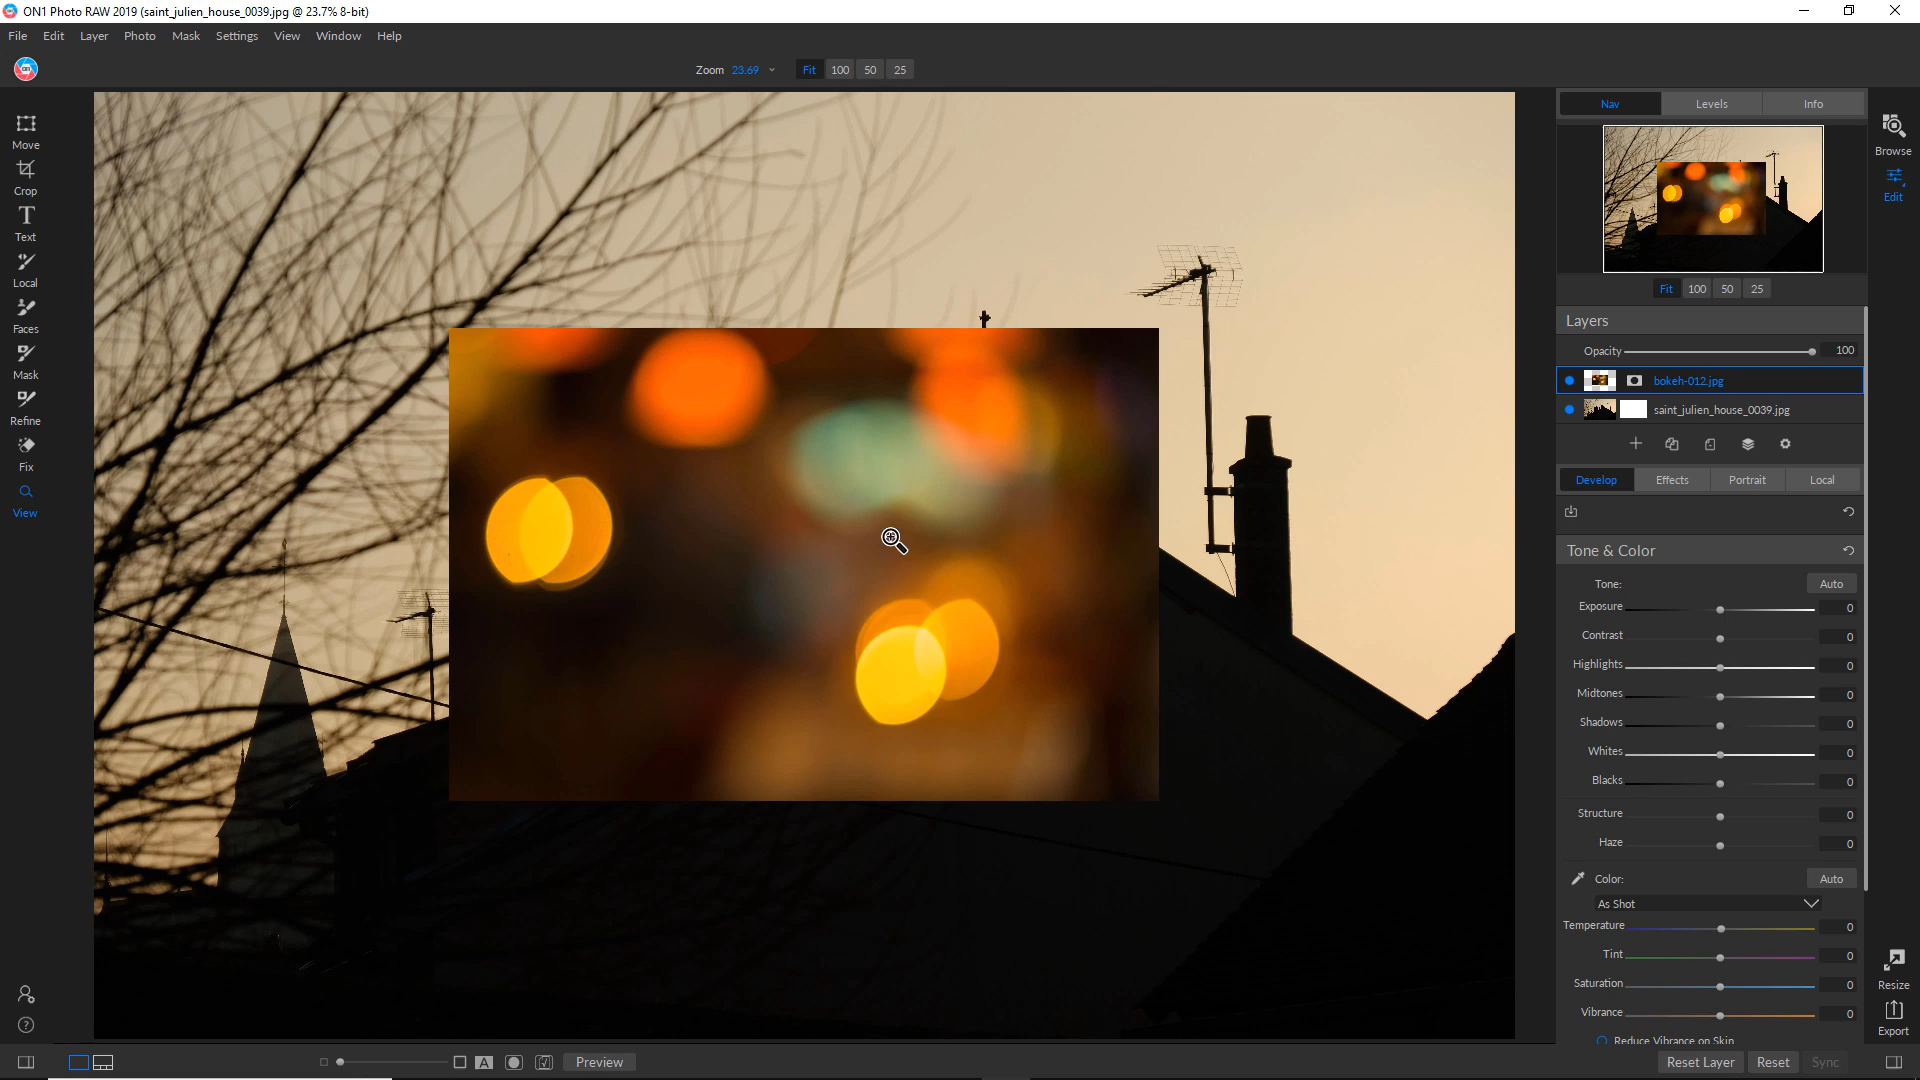 ON1 Photo RAW 2019 (saint_julien_house_0039.jpg @ 23.7% 8-bit)
File Edit Layer Photo Mask Settings View Window Help
Zoom 23.69 Fit 100 50 25
Move
Crop
Text
Local
Faces
Mask
Refine
Fix
View
Nav Levels Info
Fit 100 50 25
Browse
Edit
Layers
Opacity 100
bokeh-012.jpg
saint_julien_house_0039.jpg
Develop Effects Portrait Local
Tone & Color
Tone: Auto
Exposure 0
Contrast 0
Highlights 0
Midtones 0
Shadows 0
Whites 0
Blacks 0
Structure 0
Haze 0
Color: Auto
As Shot
Temperature 0
Tint 0
Saturation 0
Vibrance 0
Reduce Vibrance on Skin
Resize
Export
A Preview
Reset Layer Reset Sync